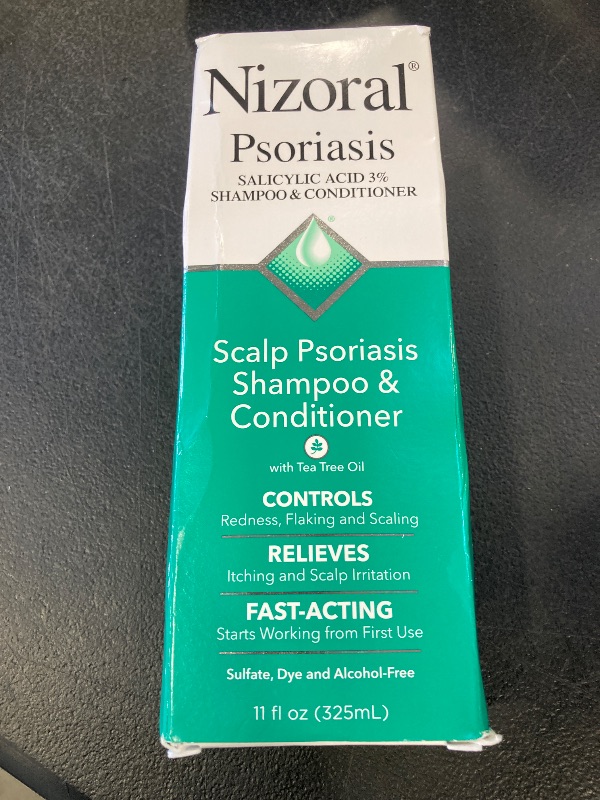 Nizoral®
Psoriasis
SALICYLIC ACID 3%
SHAMPOO & CONDITIONER
®
Scalp Psoriasis
Shampoo &
Conditioner
with Tea Tree Oil
CONTROLS
Redness, Flaking and Scaling
RELIEVES
Itching and Scalp Irritation
FAST-ACTING
Starts Working from First Use
Sulfate, Dye and Alcohol-Free
11 fl oz (325mL)